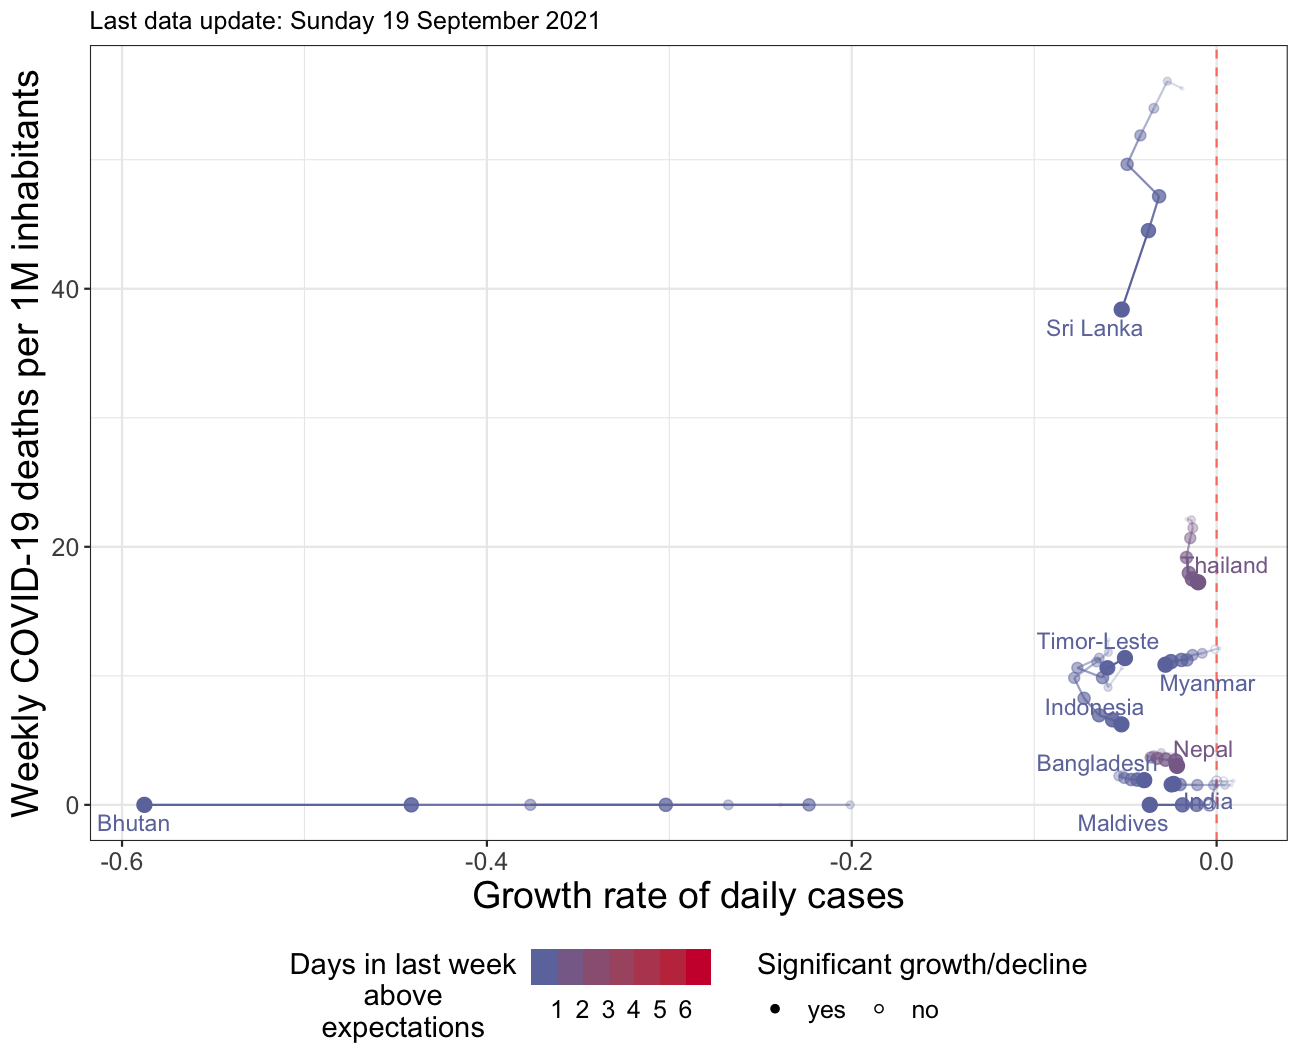 Last data update: Sunday 19 September 2021
Weekly COVID-19 deaths per 1M inhabitants
40
20
0
Sri Lanka
Thailand
Timor-Leste
Myanmar
Indonesia
Nepal
Bangladesh
India
Bhutan
Maldives
-0.6
-0.4
-0.2
0.0
Growth rate of daily cases
Days in last week
above
expectations
1 2 3 4 5 6
Significant growth/decline
yes no